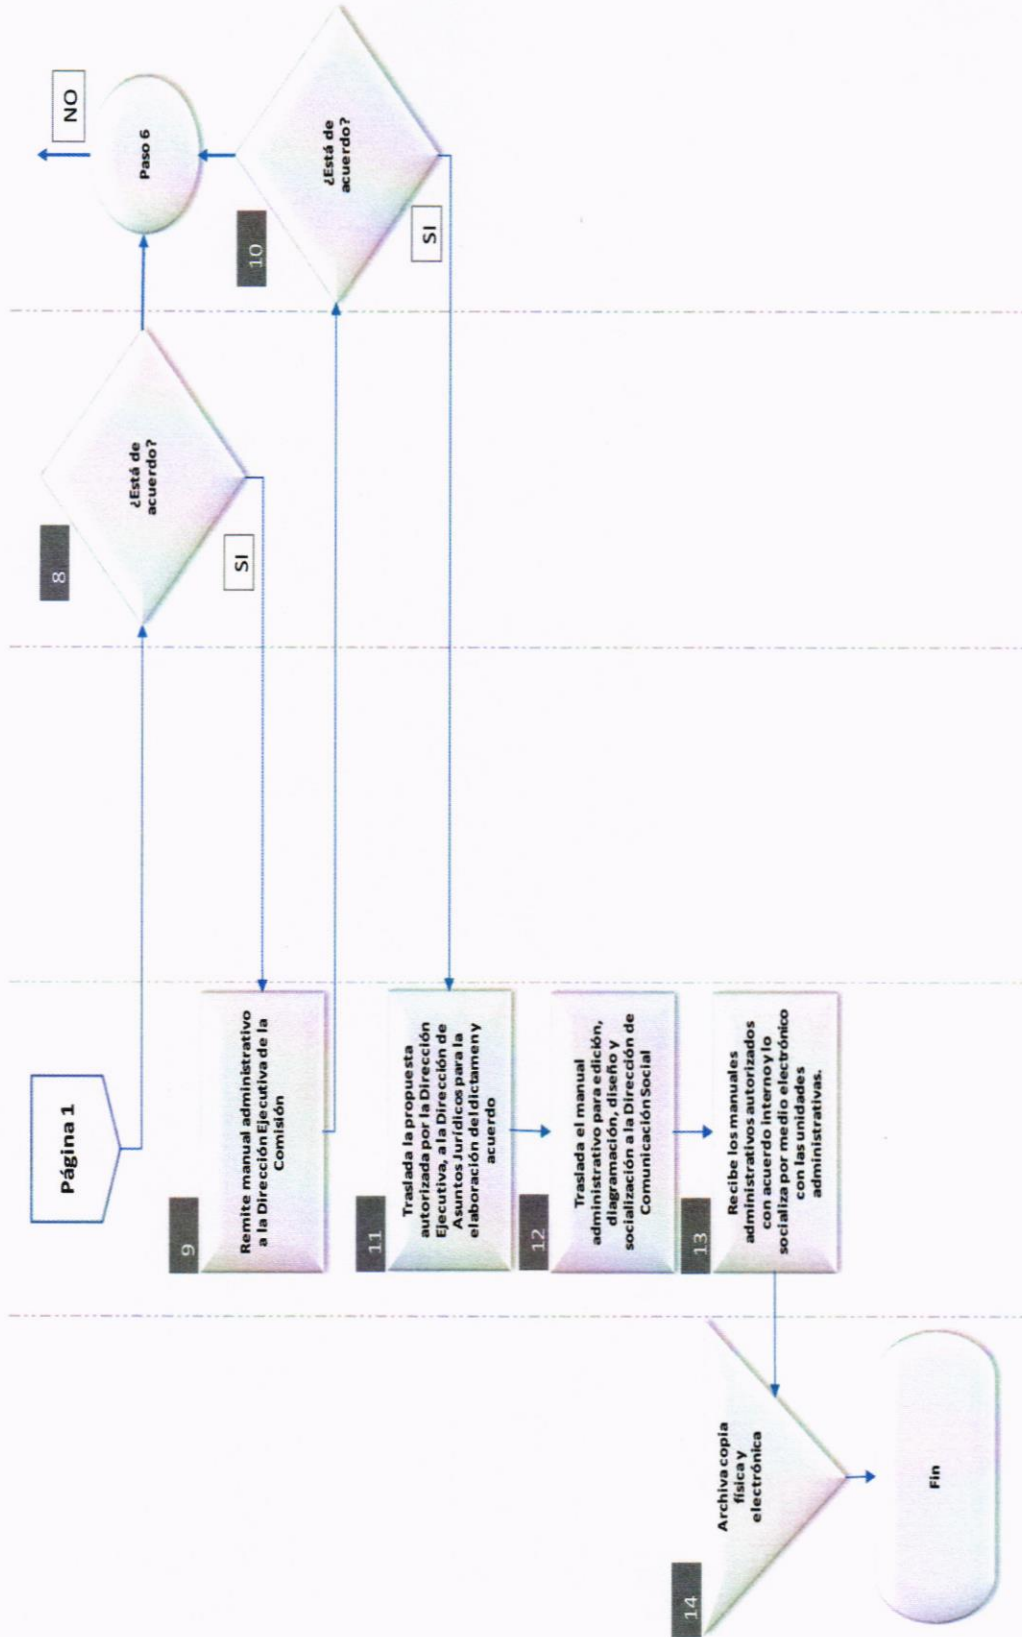 Página 1
8
¿Está de
acuerdo?
SI
Paso 6
NO
9
Remite manual administrativo
a la Dirección Ejecutiva de la
Comisión
10
¿Está de
acuerdo?
SI
11
Traslada la propuesta
autorizada por la Dirección
Ejecutiva, a la Dirección de
Asuntos Jurídicos para la
elaboración del dictamen y
acuerdo
12
Traslada el manual
administrativo para edición,
diagramación, diseño y
socialización a la Dirección de
Comunicación Social
13
Recibe los manuales
administrativos autorizados
con acuerdo interno y lo
socializa por medio electrónico
con las unidades
administrativas.
14
Archiva copia
física y
electrónica
Fin